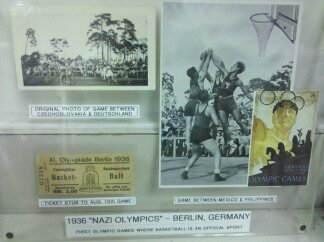 ORIGINAL PHOTO OF GAME BETWEEN
CZECHOSLOVAKIA & DEUTSCHLAND
XI. Olympiade Berlin 1936
Basket-
Ball
TICKET STUB TO AUG. 10th GAME
GAME BETWEEN MEXICO & PHILIPPINES
OLYMPIC GAMES
1936 "NAZI OLYMPICS" – BERLIN, GERMANY
FIRST OLYMPIC GAMES WHERE BASKETBALL IS AN OFFICIAL SPORT